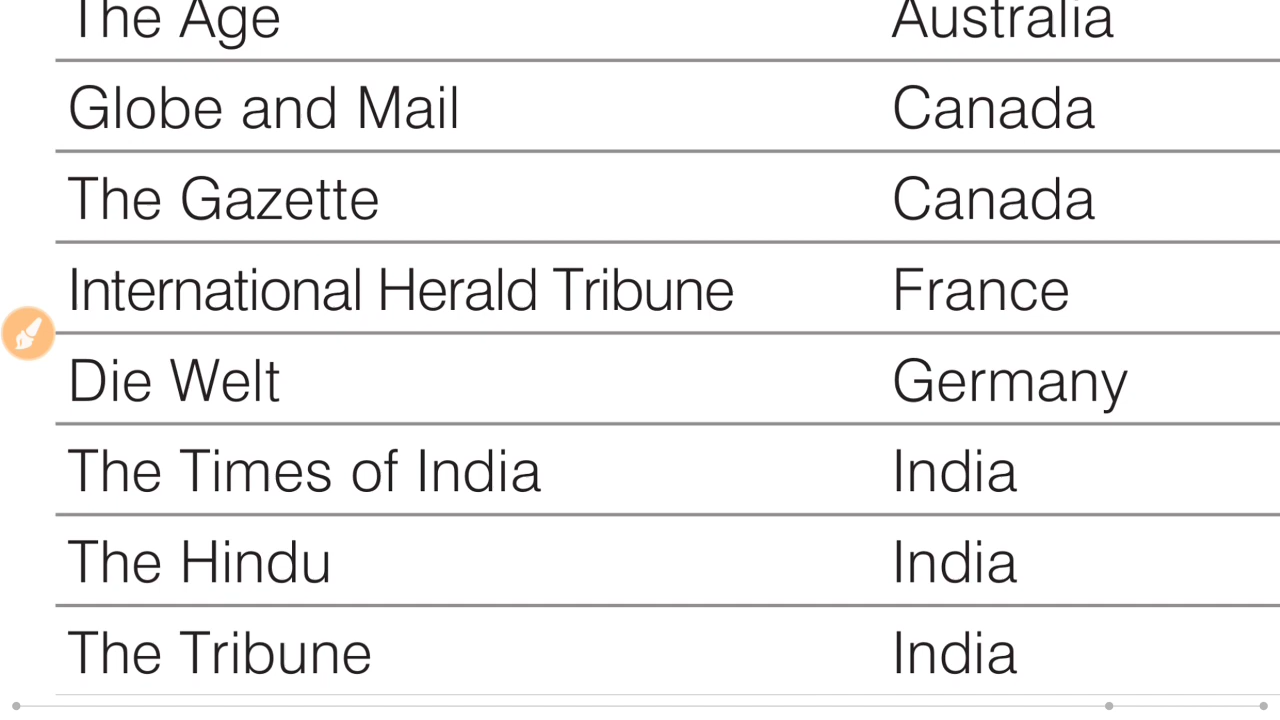 The Age Australia
Globe and Mail Canada
The Gazette Canada
International Herald Tribune France
Die Welt Germany
The Times of India India
The Hindu India
The Tribune India